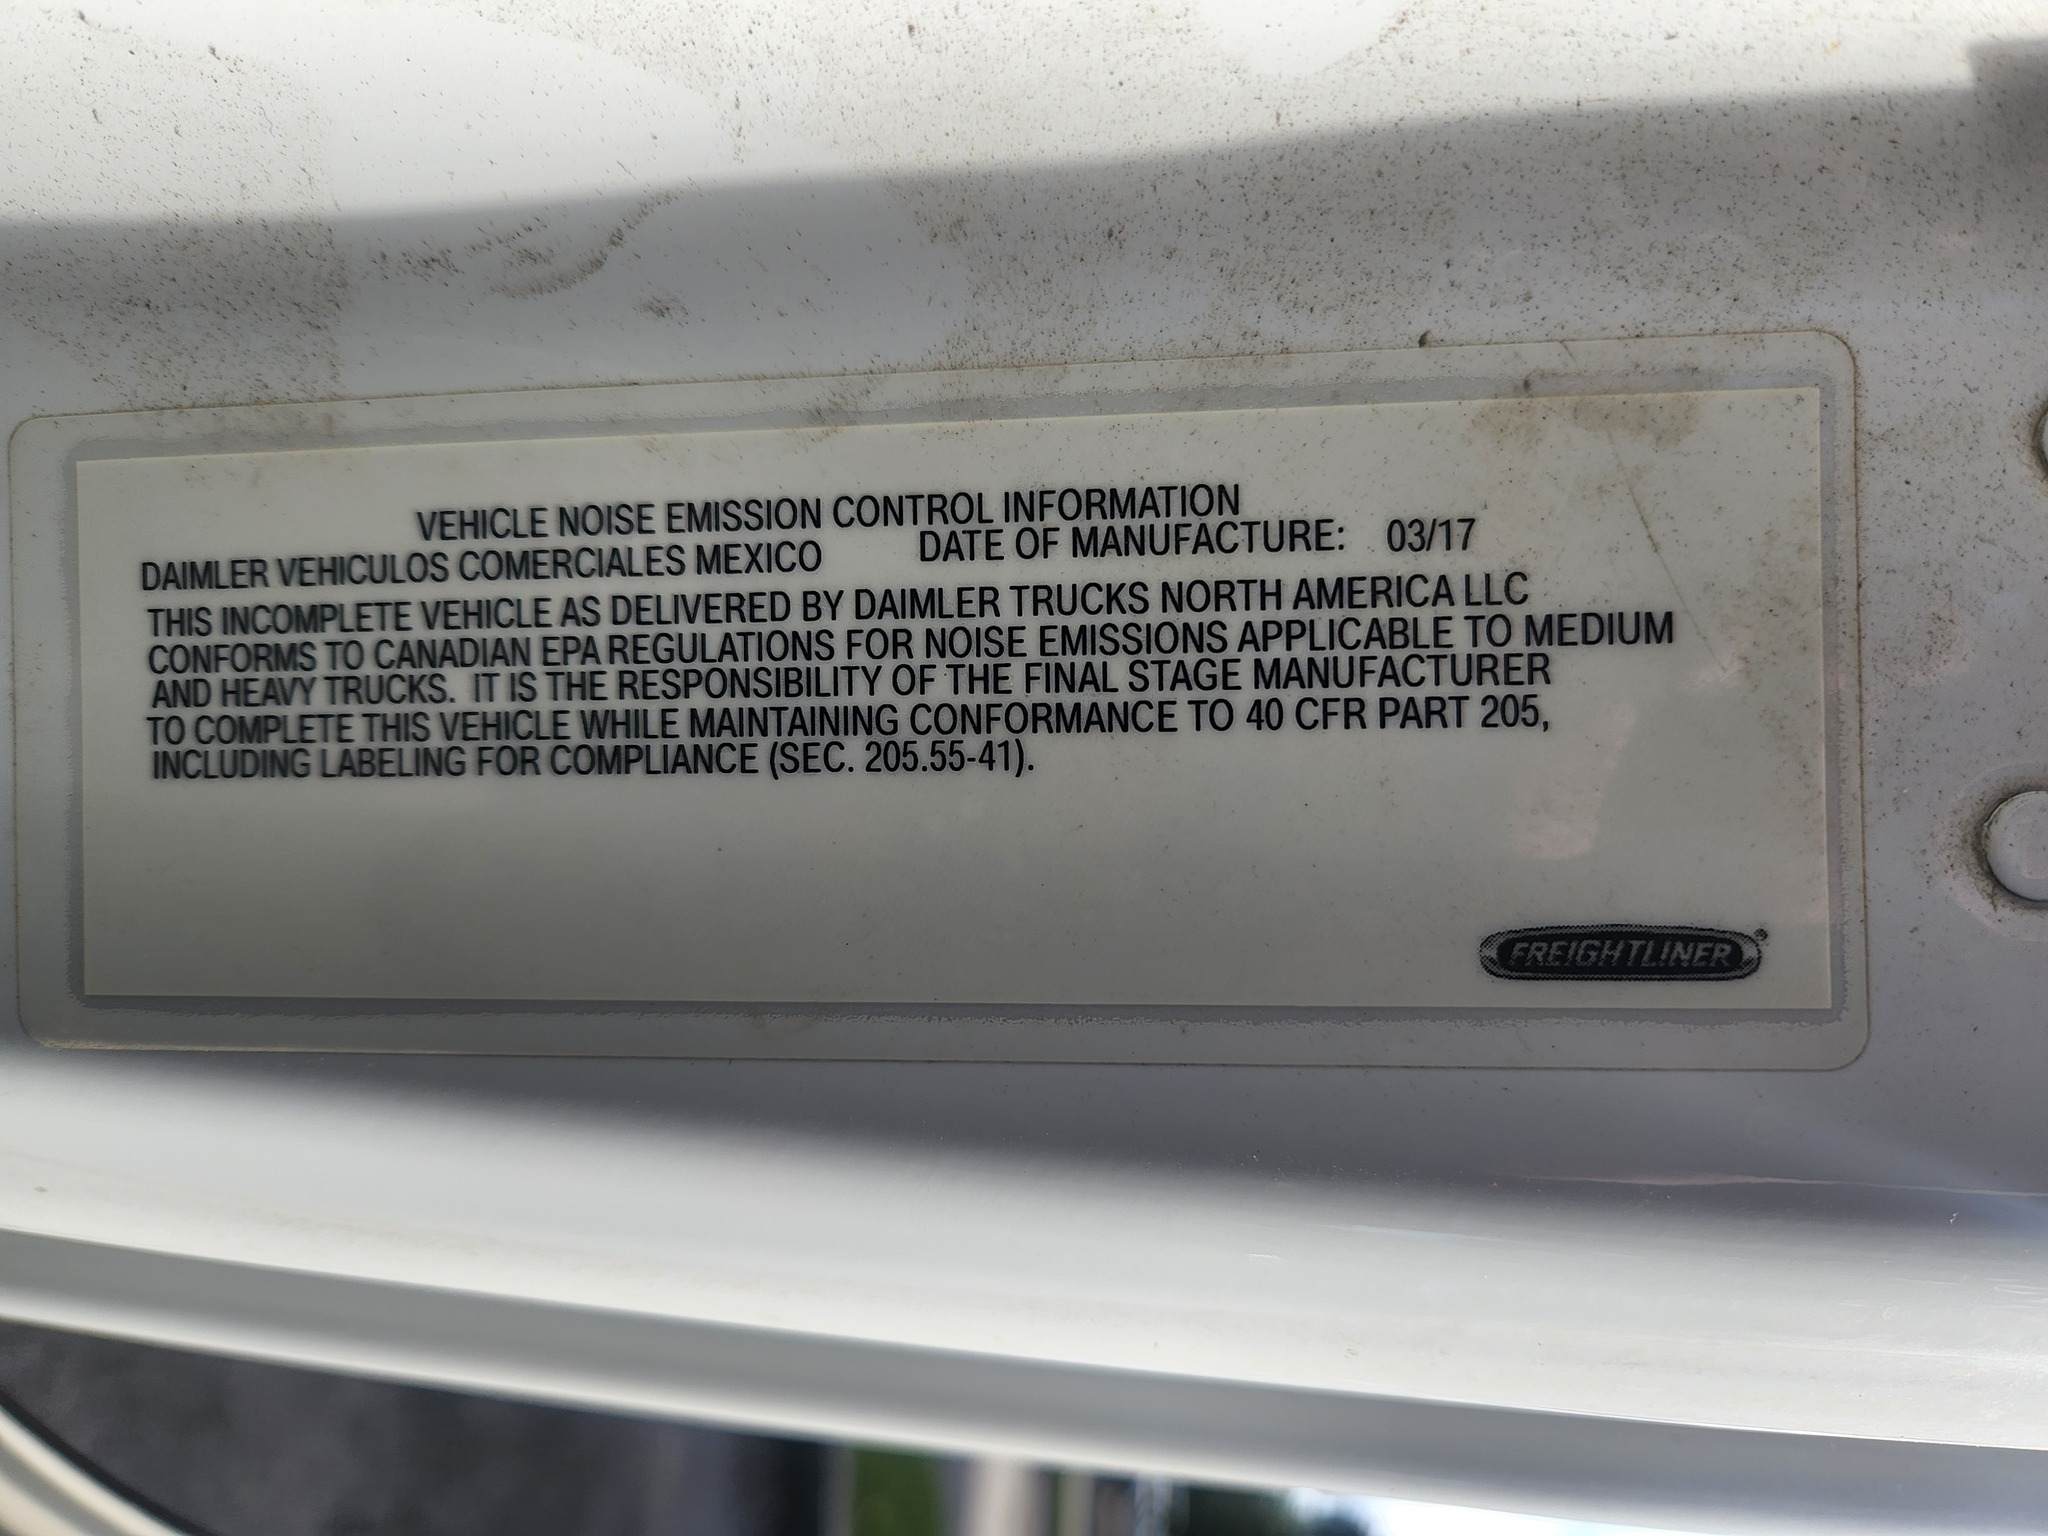 VEHICLE NOISE EMISSION CONTROL INFORMATION
DAIMLER VEHICULOS COMERCIALES MEXICO DATE OF MANUFACTURE: 03/17
THIS INCOMPLETE VEHICLE AS DELIVERED BY DAIMLER TRUCKS NORTH AMERICA LLC
CONFORMS TO CANADIAN EPA REGULATIONS FOR NOISE EMISSIONS APPLICABLE TO MEDIUM
AND HEAVY TRUCKS. IT IS THE RESPONSIBILITY OF THE FINAL STAGE MANUFACTURER
TO COMPLETE THIS VEHICLE WHILE MAINTAINING CONFORMANCE TO 40 CFR PART 205,
INCLUDING LABELING FOR COMPLIANCE (SEC. 205.55-41).
FREIGHTLINER®